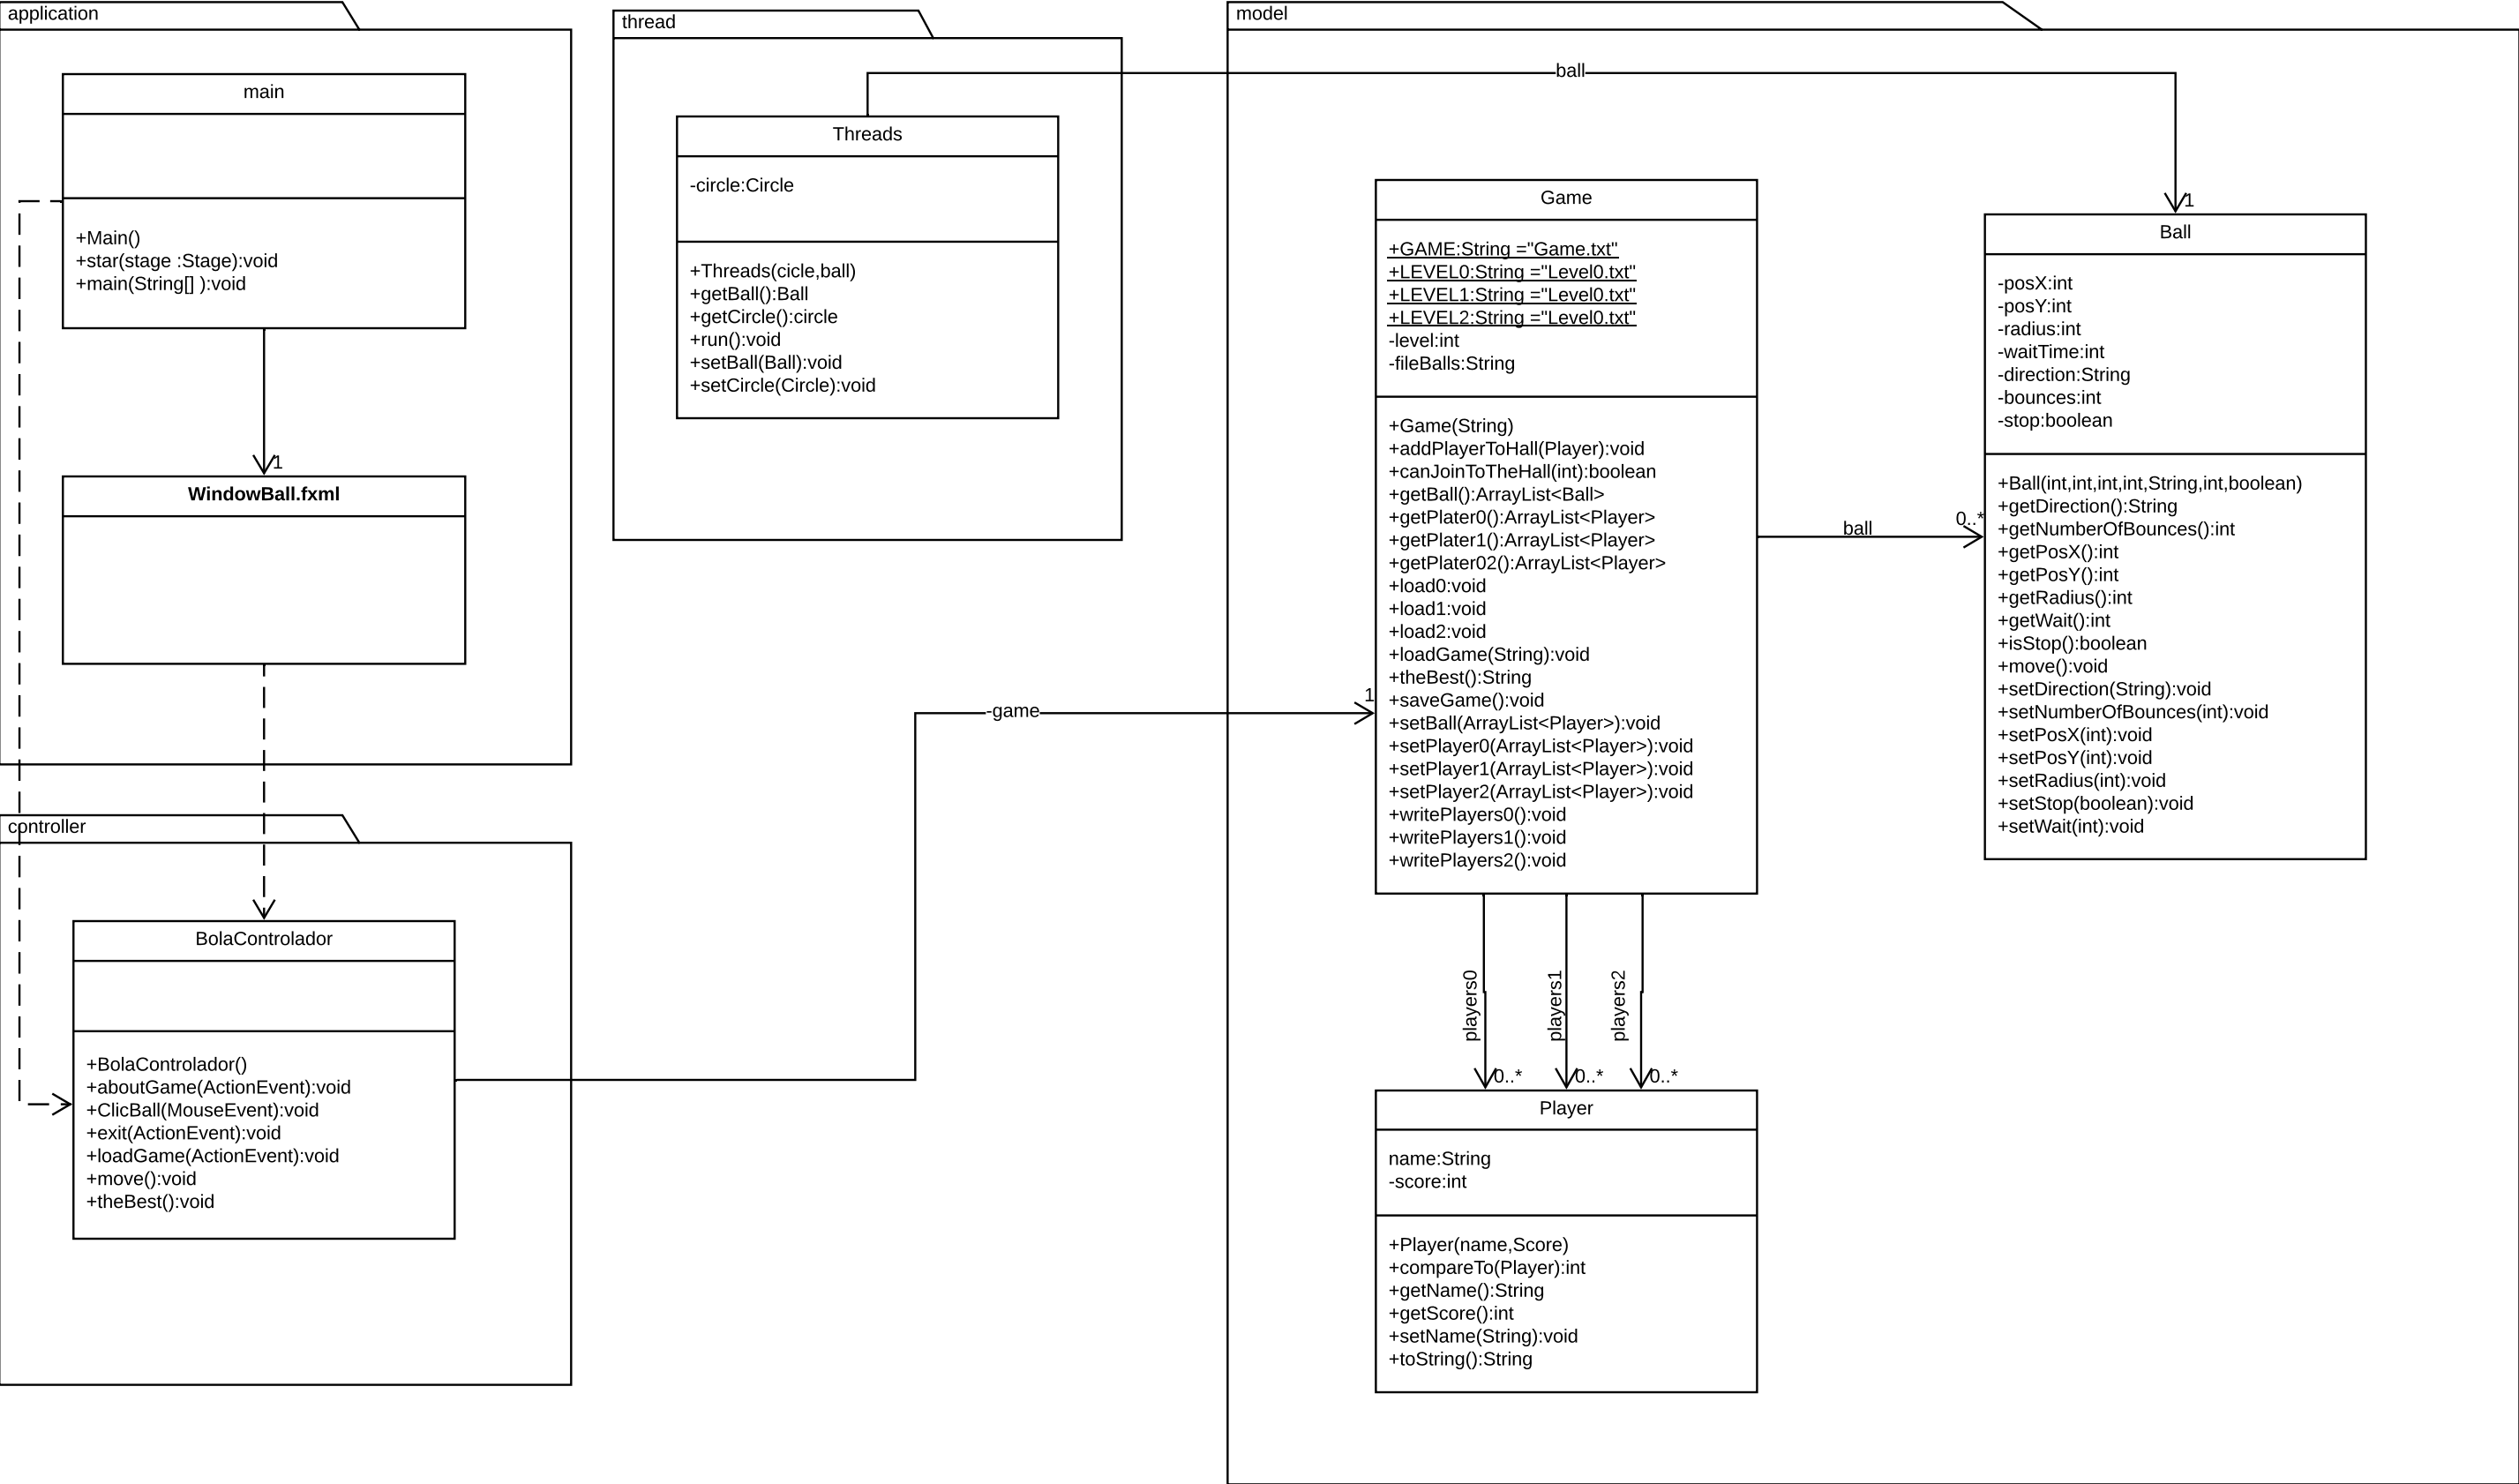 application
main
+Main()
+star(stage :Stage):void
+main(String[] ):void
1
WindowBall.fxml
controller
BolaControlador
+BolaControlador()
+aboutGame(ActionEvent):void
+ClicBall(MouseEvent):void
+exit(ActionEvent):void
+loadGame(ActionEvent):void
+move():void
+theBest():void
thread
Threads
-circle:Circle
+Threads(cicle,ball)
+getBall():Ball
+getCircle():circle
+run():void
+setBall(Ball):void
+setCircle(Circle):void
-game
1
model
ball
1
Game
+GAME:String ="Game.txt"
+LEVEL0:String ="Level0.txt"
+LEVEL1:String ="Level0.txt"
+LEVEL2:String ="Level0.txt"
-level:int
-fileBalls:String
+Game(String)
+addPlayerToHall(Player):void
+canJoinToTheHall(int):boolean
+getBall():ArrayList<Ball>
+getPlater0():ArrayList<Player>
+getPlater1():ArrayList<Player>
+getPlater02():ArrayList<Player>
+load0:void
+load1:void
+load2:void
+loadGame(String):void
+theBest():String
+saveGame():void
+setBall(ArrayList<Player>):void
+setPlayer0(ArrayList<Player>):void
+setPlayer1(ArrayList<Player>):void
+setPlayer2(ArrayList<Player>):void
+writePlayers0():void
+writePlayers1():void
+writePlayers2():void
ball
0..*
Ball
-posX:int
-posY:int
-radius:int
-waitTime:int
-direction:String
-bounces:int
-stop:boolean
+Ball(int,int,int,int,String,int,boolean)
+getDirection():String
+getNumberOfBounces():int
+getPosX():int
+getPosY():int
+getRadius():int
+getWait():int
+isStop():boolean
+move():void
+setDirection(String):void
+setNumberOfBounces(int):void
+setPosX(int):void
+setPosY(int):void
+setRadius(int):void
+setStop(boolean):void
+setWait(int):void
players0
players1
players2
0..*
0..*
0..*
Player
name:String
-score:int
+Player(name,Score)
+compareTo(Player):int
+getName():String
+getScore():int
+setName(String):void
+toString():String